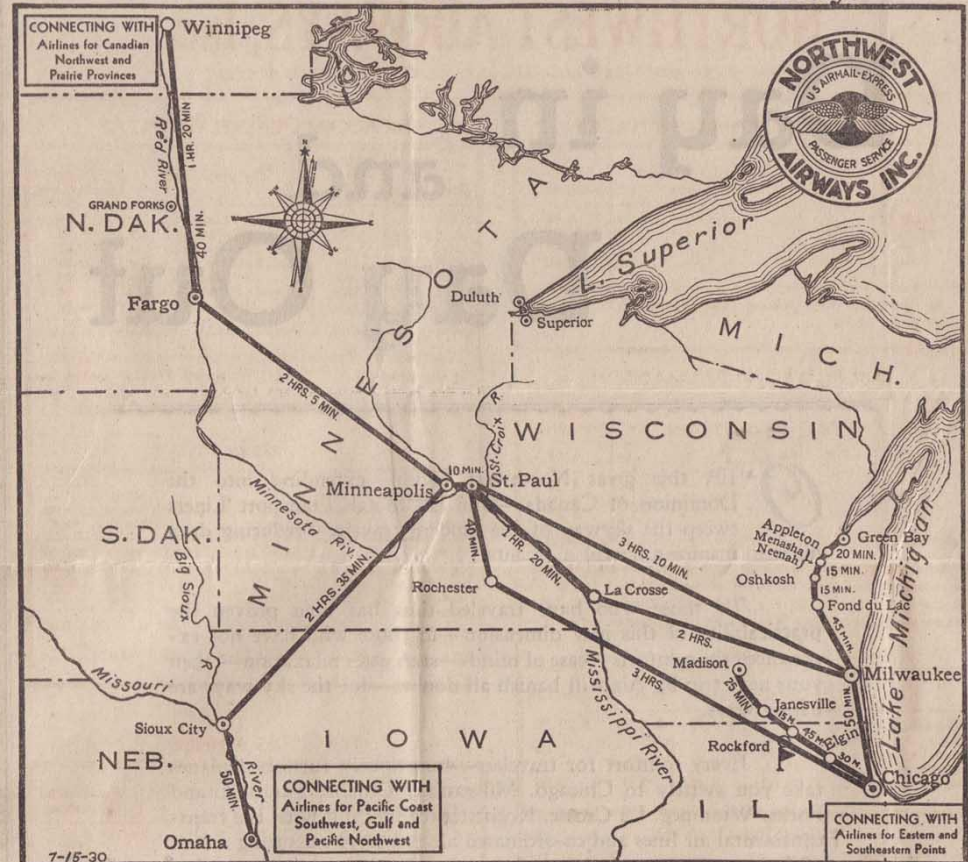 CONNECTING WITH
Airlines for Canadian
Northwest and
Prairie Provinces
Winnipeg
NORTHWEST
U S AIRMAIL-EXPRESS
PASSENGER SERVICE
AIRWAYS INC.
1 HR. 20 MIN
Red River
GRAND FORKS
N. DAK.
40 MIN.
Fargo
N
L. Superior
Duluth
Superior
MICH.
2 HRS. 5 MIN.
MINNESOTA
St. Croix R.
WISCONSIN
10 MIN.
Minneapolis
St. Paul
Minnesota Riv.
S. DAK.
Big Sioux R
2 HRS. 35 MIN.
40 MIN.
1 HR. 20 MIN.
3 HRS. 10 MIN.
Rochester
La Crosse
2 HRS.
3 HRS.
Appleton
Menasha
Neenah
Green Bay
20 MIN.
15 MIN.
Oshkosh
15 MIN.
Fond du Lac
45 MIN.
Milwaukee
Lake Michigan
50 MIN.
Madison
25 MIN.
Janesville
15 M.
Rockford
45 M.
Elgin
30 M.
Chicago
Mississippi River
Missouri
River
Sioux City
NEB.
IOWA
ILL
50 MIN.
Omaha
CONNECTING WITH
Airlines for Pacific Coast
Southwest, Gulf and
Pacific Northwest
CONNECTING WITH
Airlines for Eastern and
Southeastern Points
7-15-30